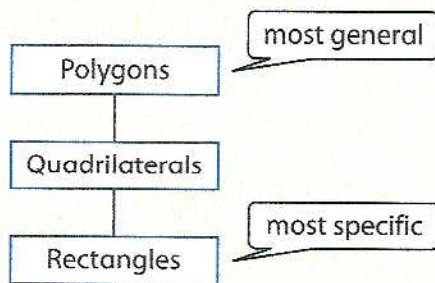 most general
Polygons
Quadrilaterals
most specific
Rectangles